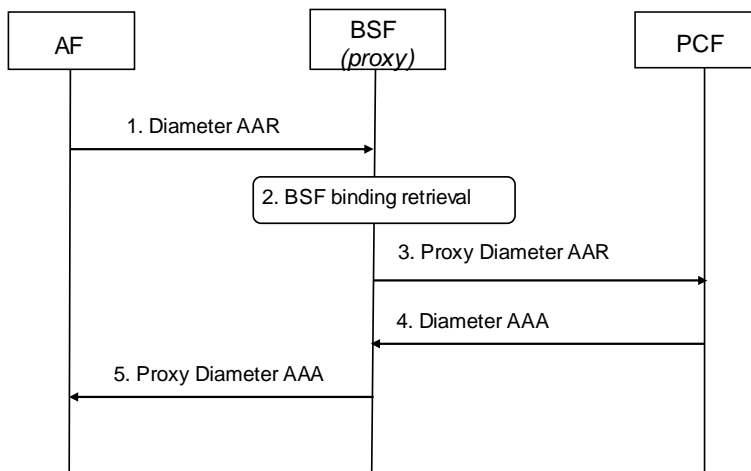 AF
BSF
(proxy)
PCF
1. Diameter AAR
2. BSF binding retrieval
3. Proxy Diameter AAR
4. Diameter AAA
5. Proxy Diameter AAA